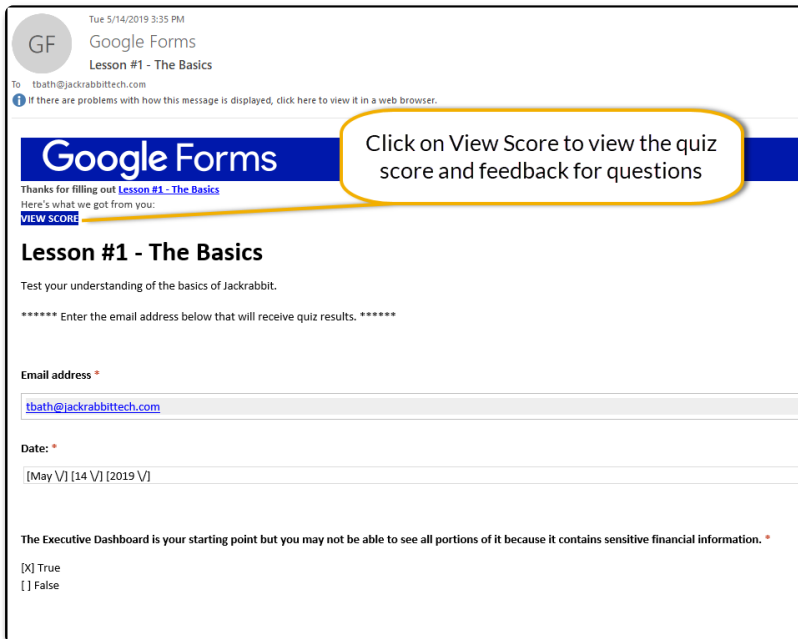 Tue 5/14/2019 3:35 PM
GF
Google Forms
Lesson #1 - The Basics
To tbath@jackrabbittech.com
If there are problems with how this message is displayed, click here to view it in a web browser.
Google Forms
Click on View Score to view the quiz
score and feedback for questions
Thanks for filling out Lesson #1 - The Basics
Here's what we got from you:
VIEW SCORE
Lesson #1 - The Basics
Test your understanding of the basics of Jackrabbit.
****** Enter the email address below that will receive quiz results. ******
Email address *
tbath@jackrabbittech.com
Date: *
[May \/] [14 \/] [2019 \/]
The Executive Dashboard is your starting point but you may not be able to see all portions of it because it contains sensitive financial information. *
[X] True
[ ] False